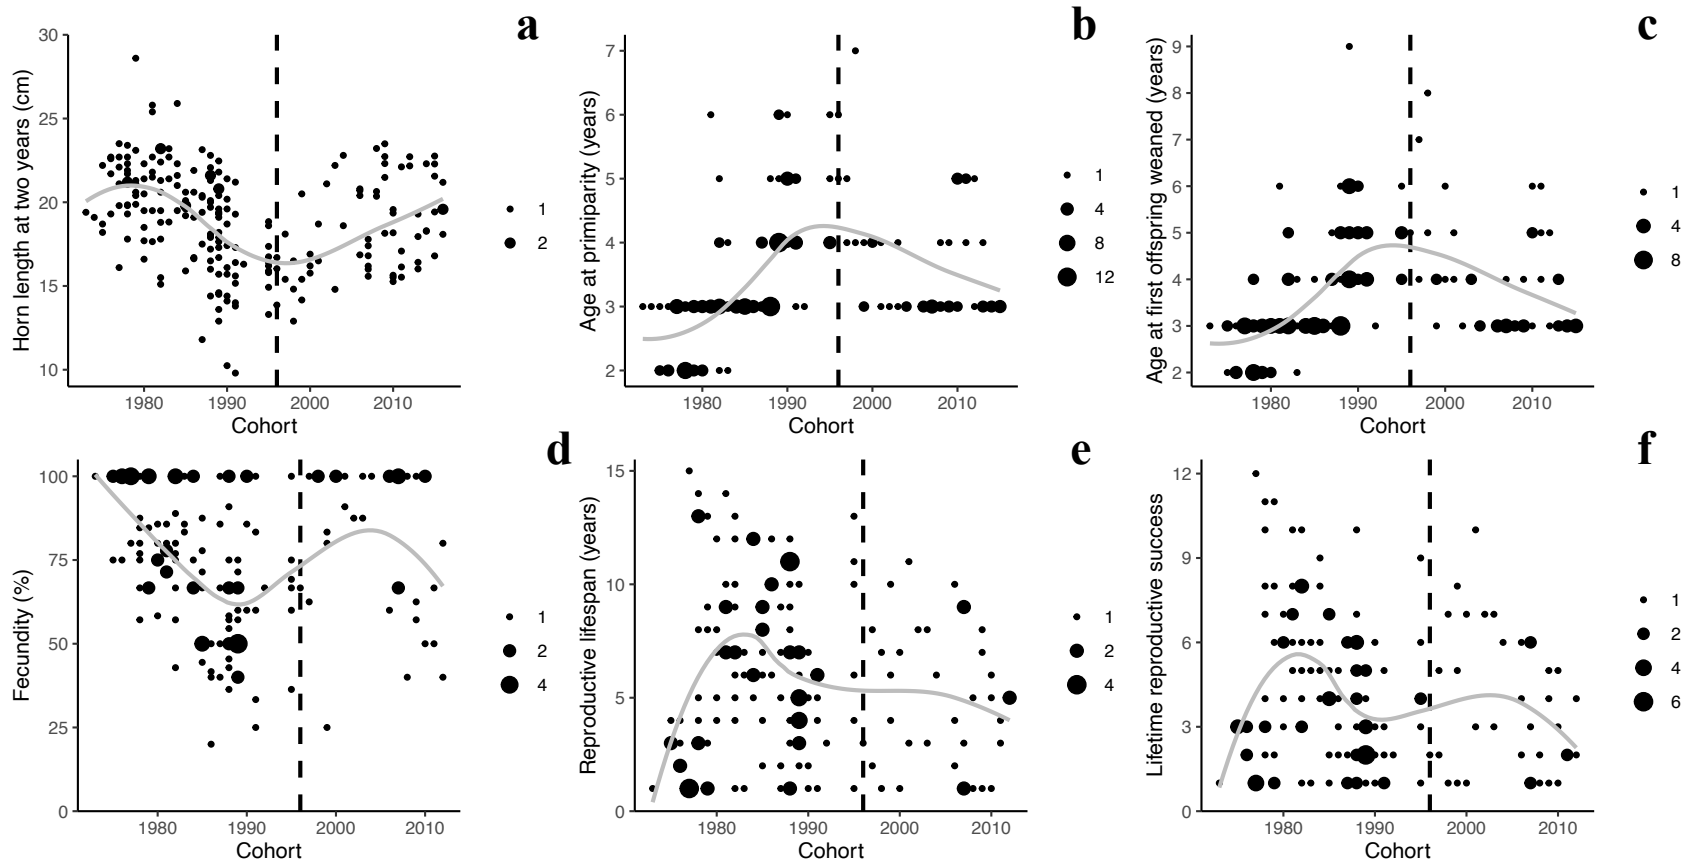 a
Horn length at two years (cm)
30
25
20
15
10
1980 1990 2000 2010
Cohort
1
2
b
Age at primiparity (years)
7
6
5
4
3
2
1980 1990 2000 2010
Cohort
1
4
8
12
c
Age at first offspring weaned (years)
9
8
7
6
5
4
3
2
1980 1990 2000 2010
Cohort
1
4
8
d
Fecundity (%)
100
75
50
25
0
1980 1990 2000 2010
Cohort
1
2
4
e
Reproductive lifespan (years)
15
10
5
0
1980 1990 2000 2010
Cohort
1
2
4
f
Lifetime reproductive success
12
9
6
3
0
1980 1990 2000 2010
Cohort
1
2
4
6